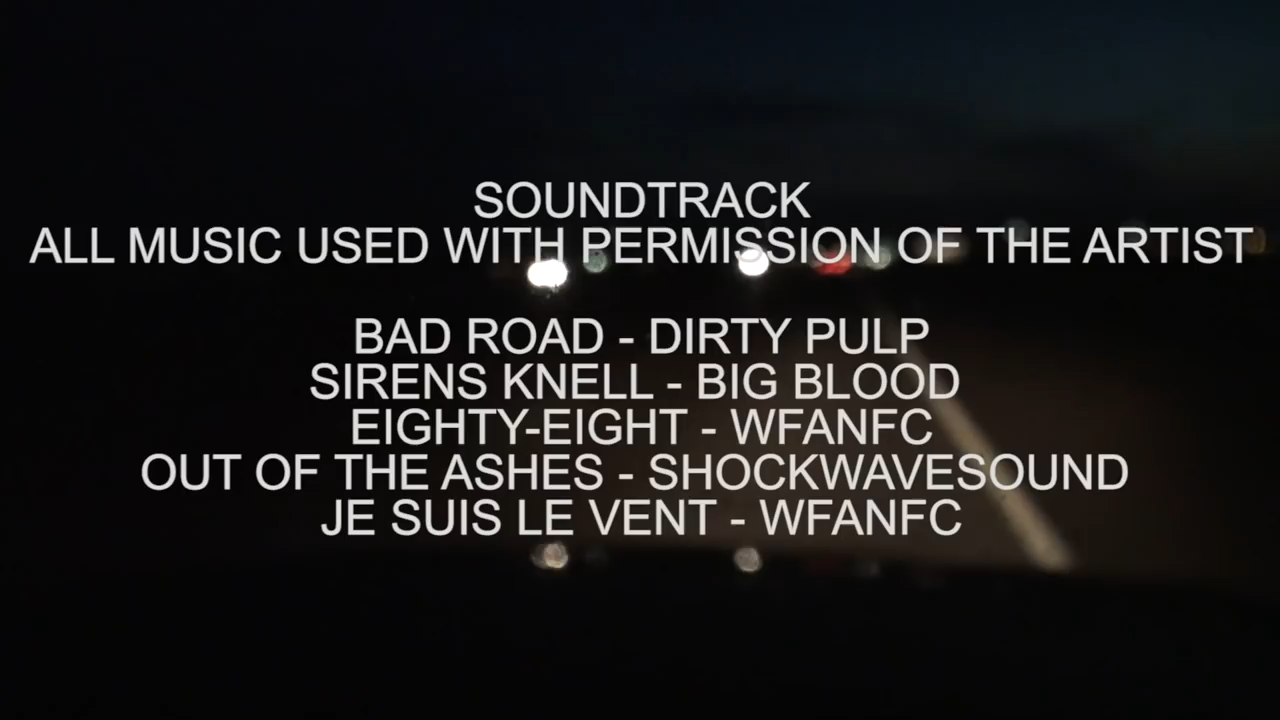 SOUNDTRACK
ALL MUSIC USED WITH PERMISSION OF THE ARTIST
BAD ROAD - DIRTY PULP
SIRENS KNELL - BIG BLOOD
EIGHTY-EIGHT - WFANFC
OUT OF THE ASHES - SHOCKWAVESOUND
JE SUIS LE VENT - WFANFC